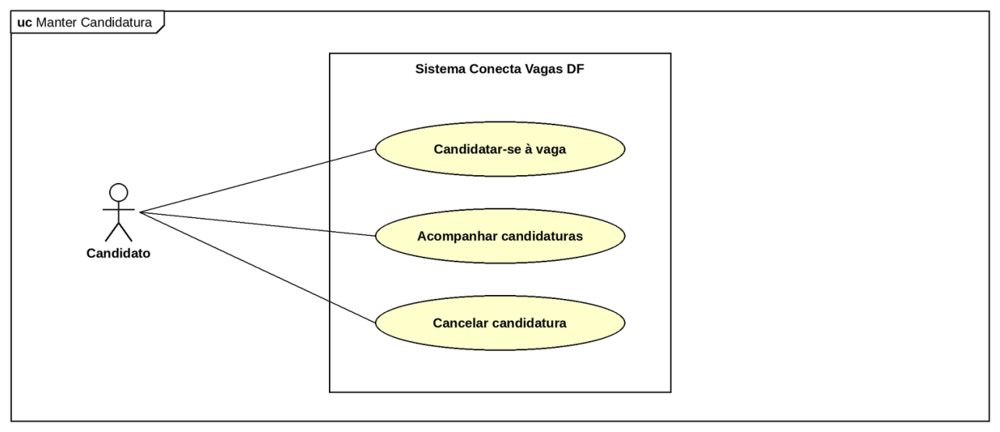 uc Manter Candidatura
Sistema Conecta Vagas DF
Candidatar-se à vaga
Acompanhar candidaturas
Candidato
Cancelar candidatura